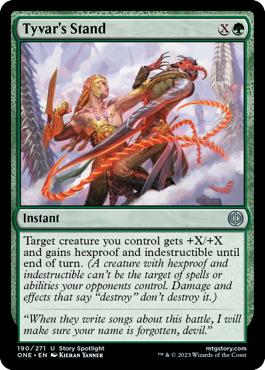 Tyvar's Stand X
Instant
Target creature you control gets +X/+X
and gains hexproof and indestructible until
end of turn. (A creature with hexproof and
indestructible can't be the target of spells or
abilities your opponents control. Damage and
effects that say "destroy" don't destroy it.)
"When they write songs about this battle, I will
make sure your name is forgotten, devil."
190/271 U Story Spotlight mtgstory.com
ONE • EN KIERAN YANNER ™ & © 2023 Wizards of the Coast